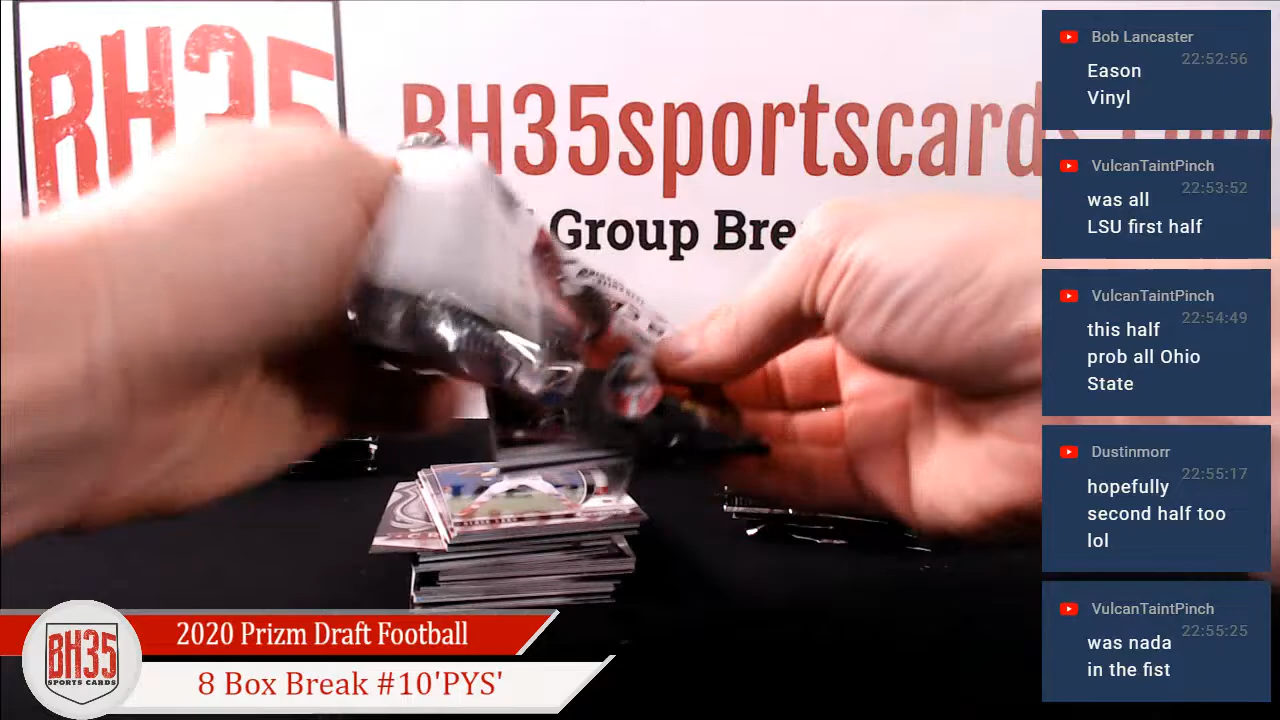 BH35
BH35sportscards
Group Bre
2020 Prizm Draft Football
8 Box Break #10'PYS'
BH35
SPORTS CARDS
Bob Lancaster
22:52:56
Eason
Vinyl
VulcanTaintPinch
22:53:52
was all
LSU first half
VulcanTaintPinch
22:54:49
this half
prob all Ohio
State
Dustinmorr
22:55:17
hopefully
second half too
lol
VulcanTaintPinch
22:55:25
was nada
in the fist